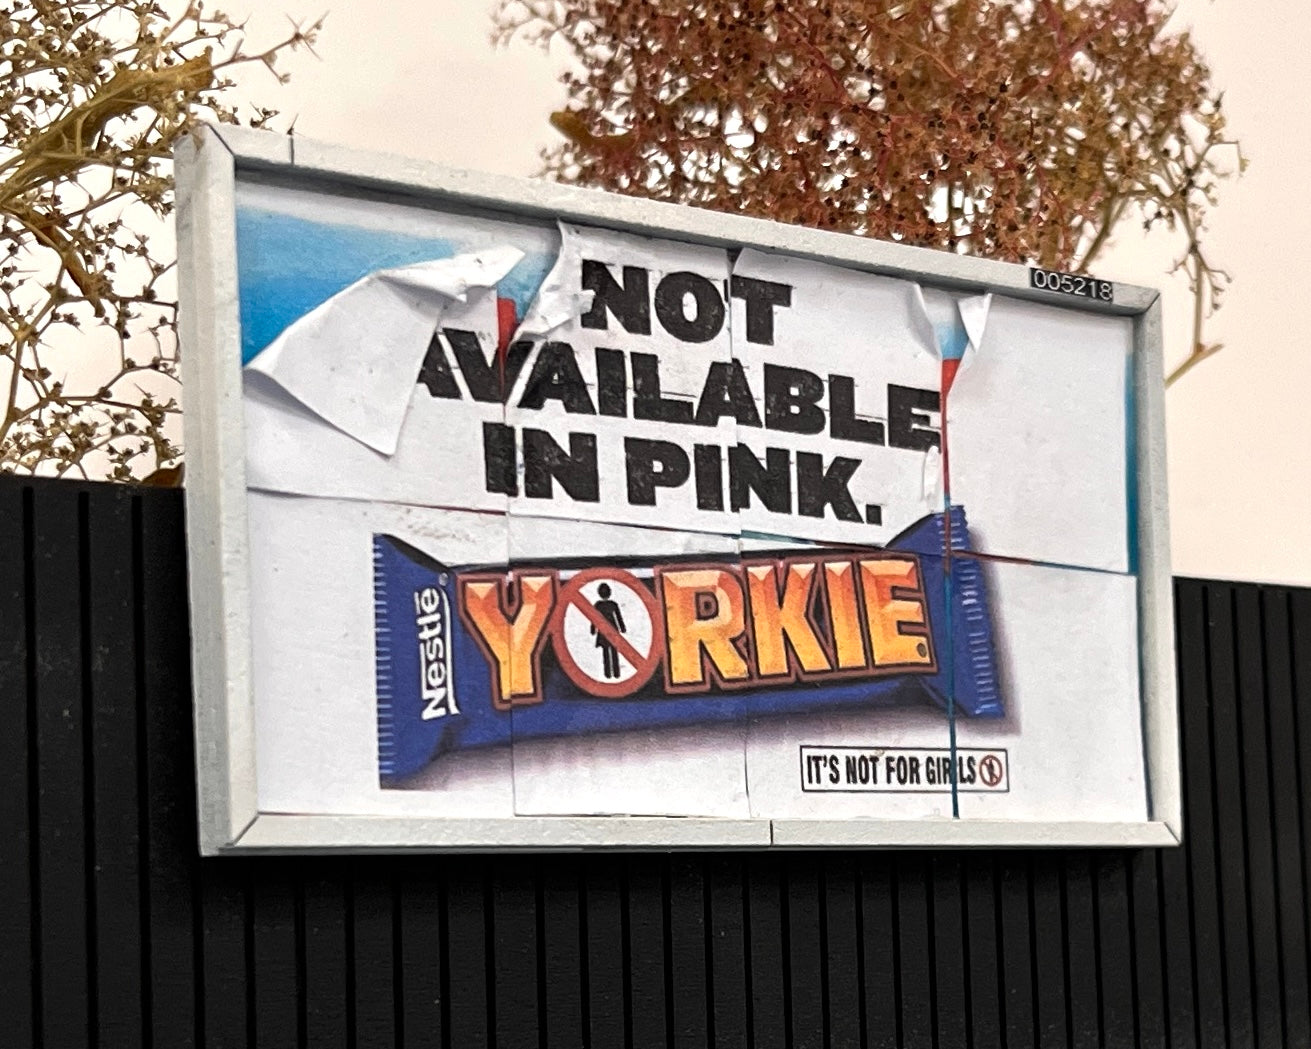 005218
NOT
AVAILABLE
IN PINK.
Nestlé
YORKIE
IT'S NOT FOR GIRLS